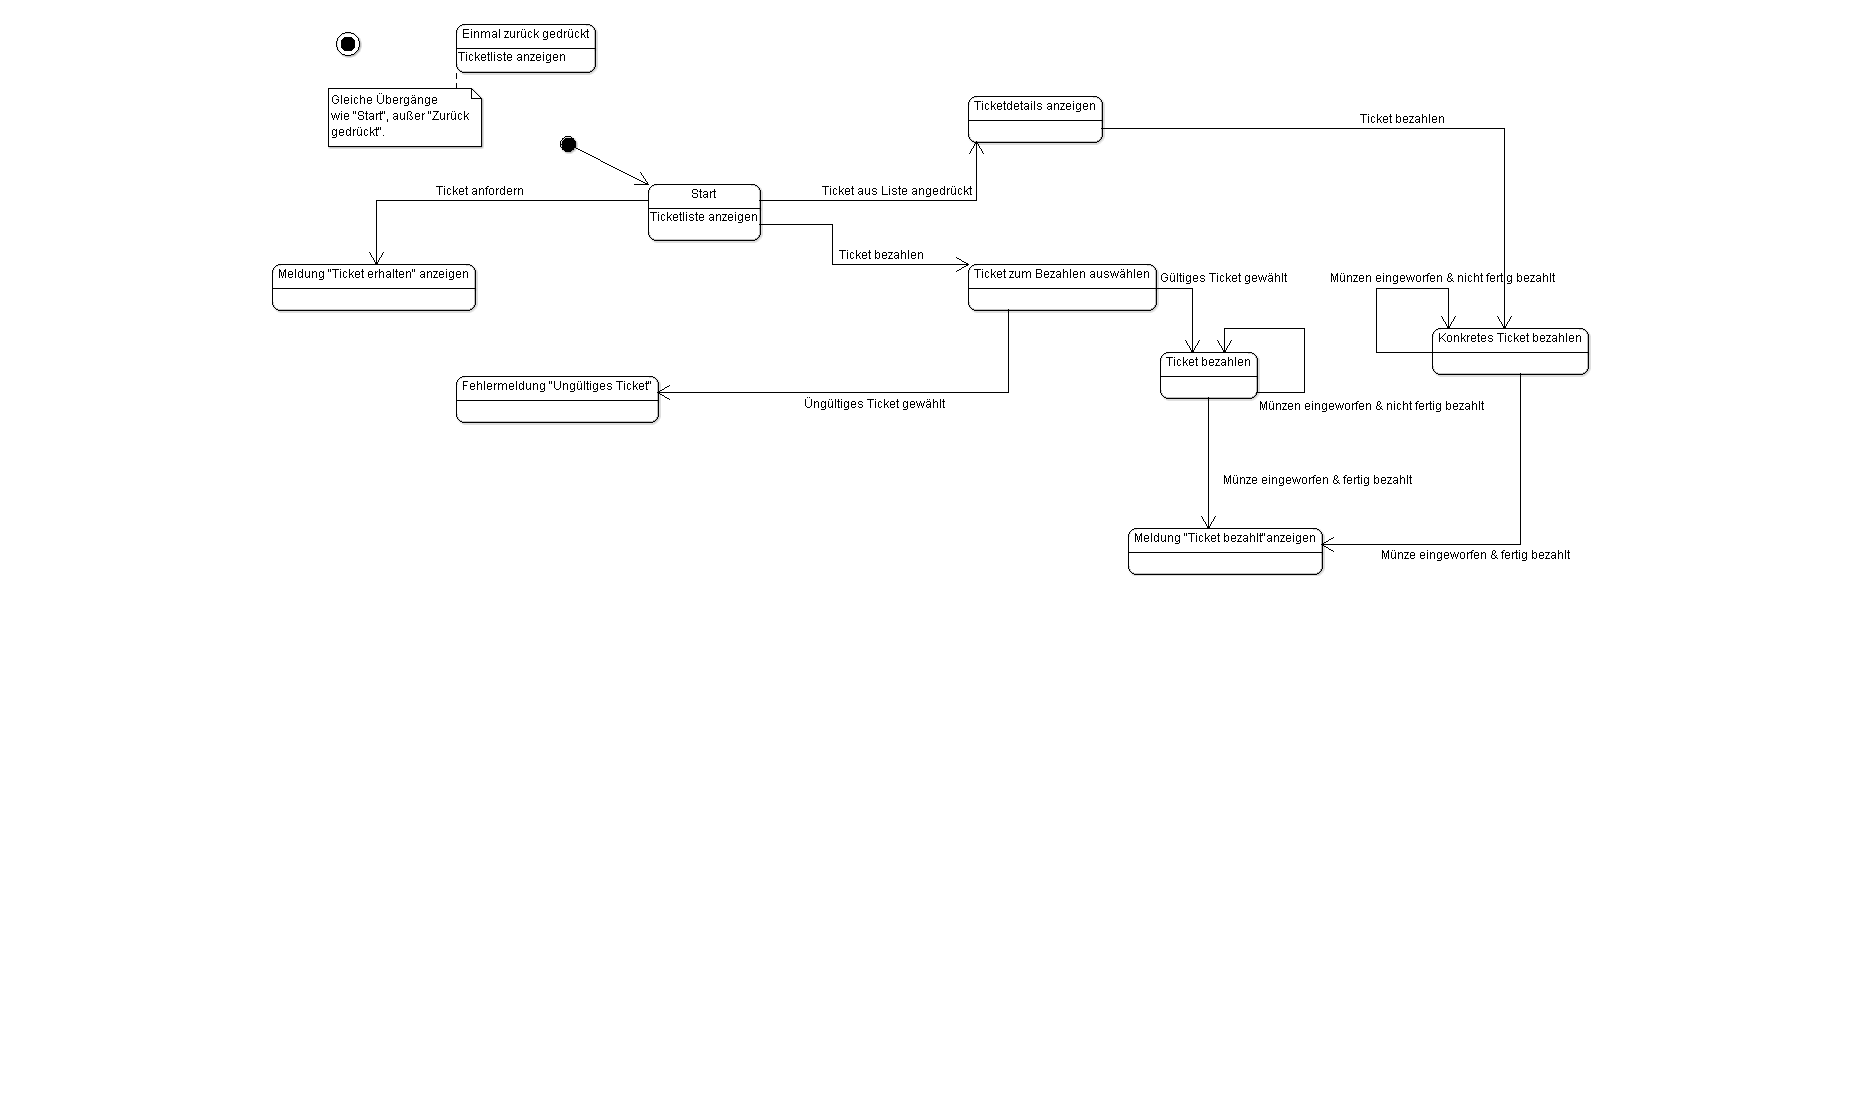 Einmal zurück gedrückt
Ticketliste anzeigen
Gleiche Übergänge
wie "Start", außer "Zurück
gedrückt".
Ticketdetails anzeigen
Ticket bezahlen
Ticket anfordern
Start
Ticketliste anzeigen
Ticket aus Liste angedrückt
Ticket bezahlen
Meldung "Ticket erhalten" anzeigen
Ticket zum Bezahlen auswählen
Gültiges Ticket gewählt
Münzen eingeworfen & nicht fertig bezahlt
Konkretes Ticket bezahlen
Ticket bezahlen
Fehlermeldung "Ungültiges Ticket"
Üngültiges Ticket gewählt
Münzen eingeworfen & nicht fertig bezahlt
Münze eingeworfen & fertig bezahlt
Meldung "Ticket bezahlt"anzeigen
Münze eingeworfen & fertig bezahlt